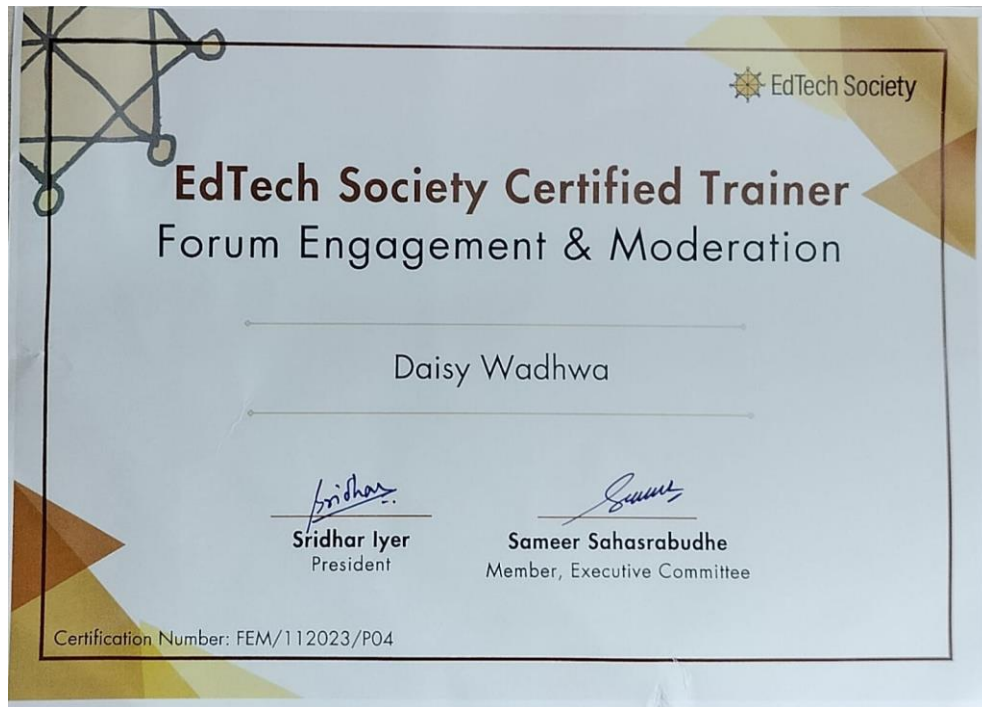 EdTech Society
EdTech Society Certified Trainer
Forum Engagement & Moderation
Daisy Wadhwa
Sridhar
Sridhar Iyer
President
Sameer Sahasrabudhe
Member, Executive Committee
Certification Number: FEM/112023/P04